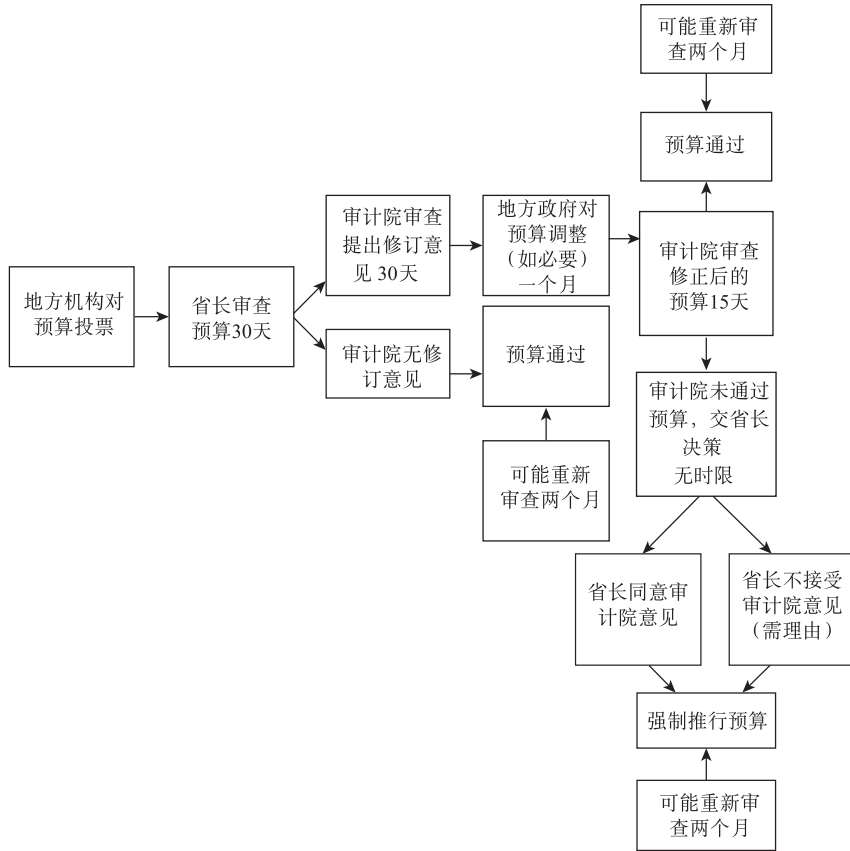 地方机构对
预算投票
省长审查
预算30天
审计院审查
提出修订意
见 30天
审计院无修
订意见
地方政府对
预算调整
（如必要）
一个月
预算通过
可能重新
审查两个月
可能重新审
查两个月
预算通过
审计院审查
修正后的
预算15天
审计院未通过
预算，交省长
决策
无时限
省长同意审
计院意见
省长不接受
审计院意见
（需理由）
强制推行预算
可能重新审
查两个月